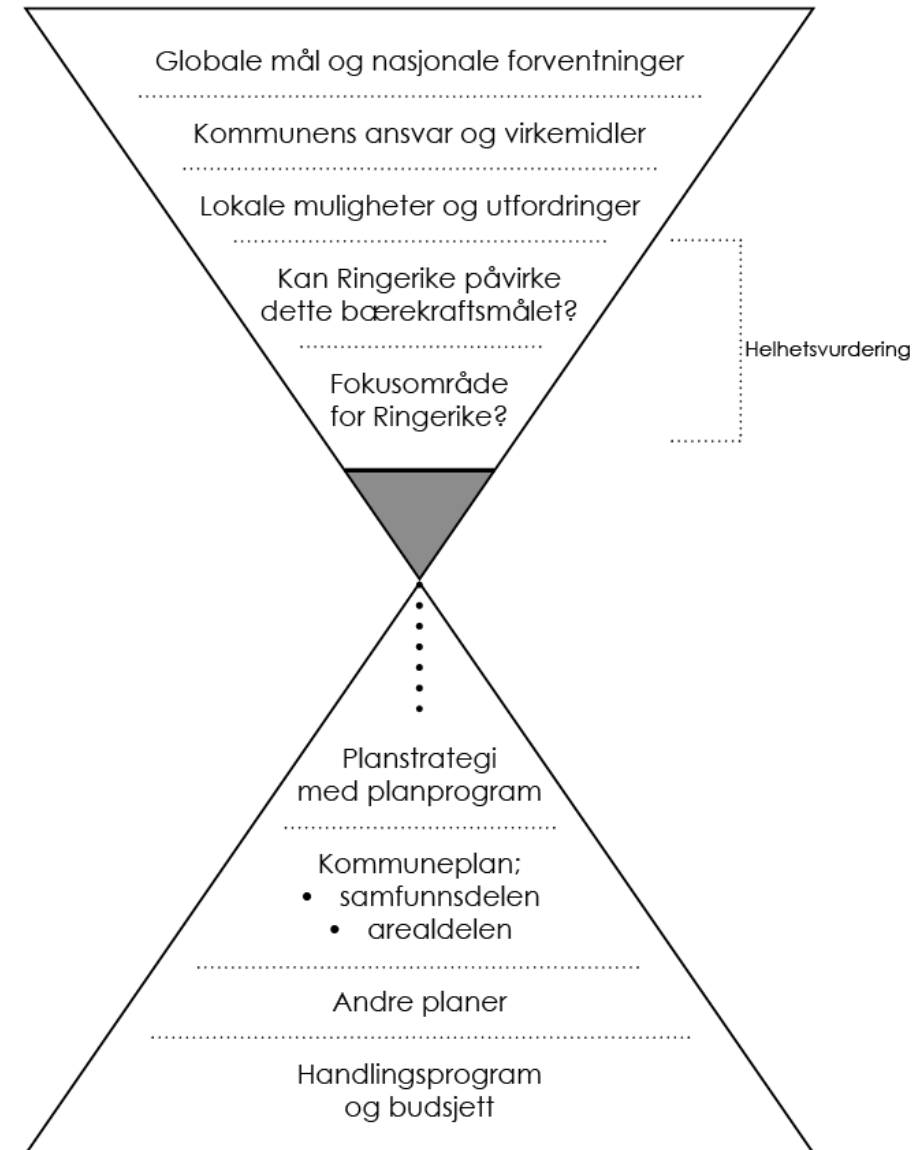 Globale mål og nasjonale forventninger
Kommunens ansvar og virkemidler
Lokale muligheter og utfordringer
Kan Ringerike påvirke
dette bærekraftsmålet?
Helhetsvurdering
Fokusområde
for Ringerike?
Planstrategi
med planprogram
Kommuneplan;
• samfunnsdelen
• arealdelen
Andre planer
Handlingsprogram
og budsjett